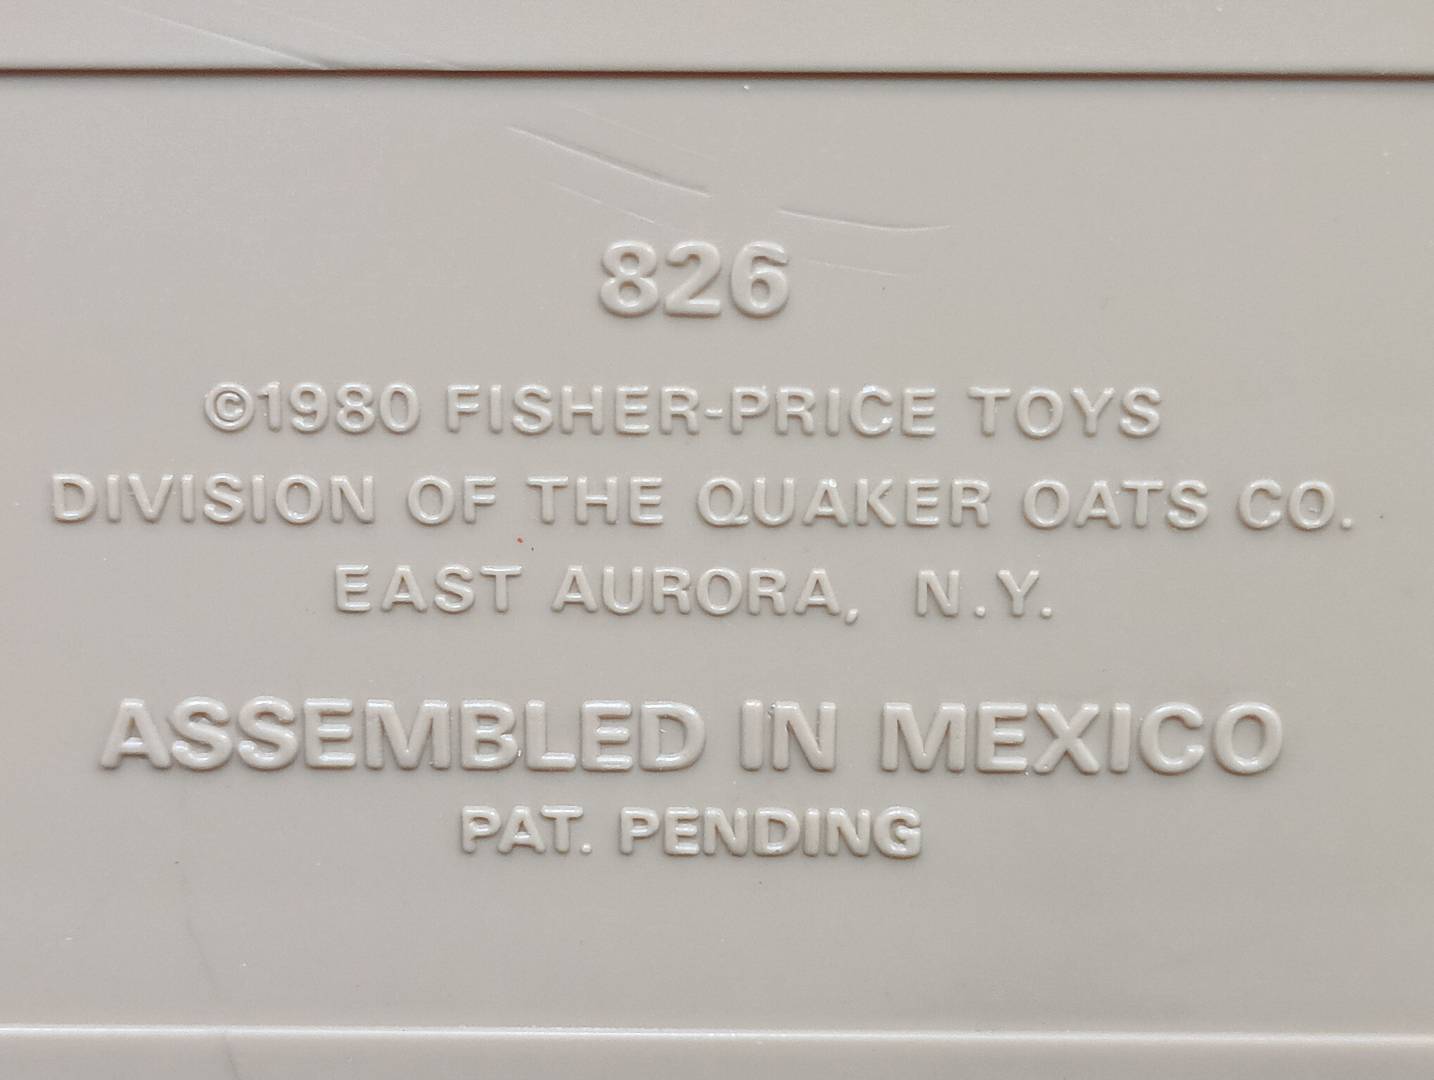 826
©1980 FISHER-PRICE TOYS
DIVISION OF THE QUAKER OATS CO.
EAST AURORA, N.Y.
ASSEMBLED IN MEXICO
PAT. PENDING